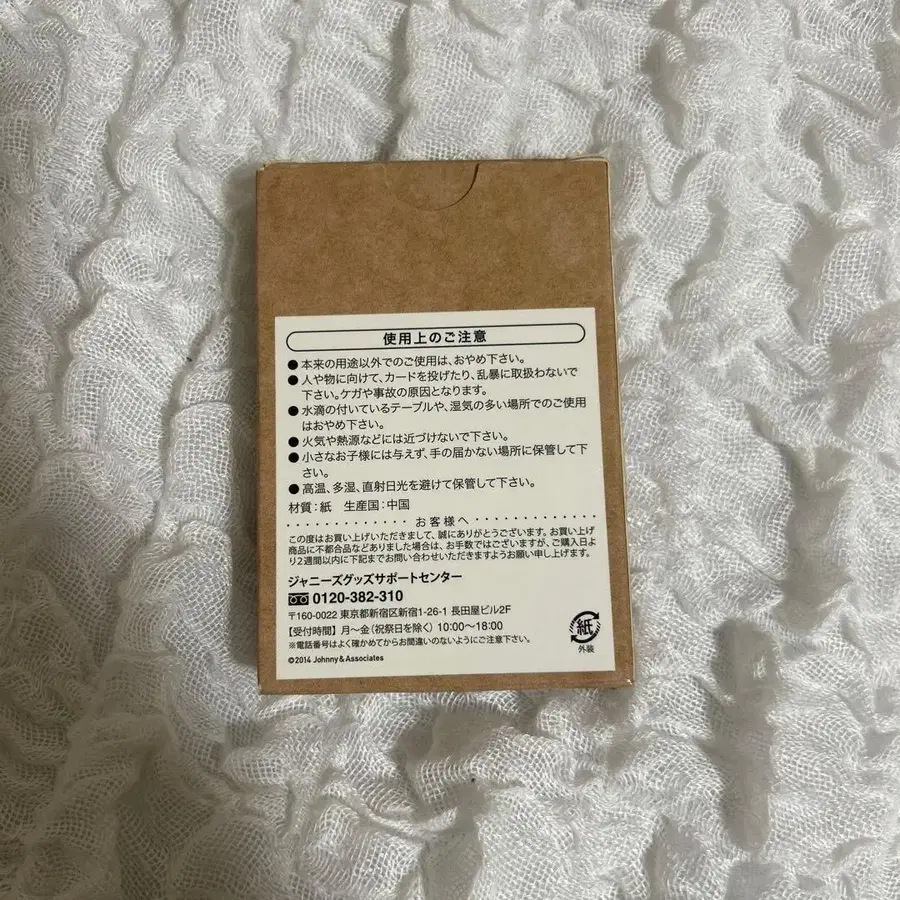 使用上のご注意
●本来の用途以外でのご使用は、おやめ下さい。
●人や物に向けて、カードを投げたり、乱暴に取扱わないで
下さい。ケガや事故の原因となります。
●水滴の付いているテーブルや、湿気の多い場所でのご使用
はおやめ下さい。
●火気や熱源などには近づけないで下さい。
●小さなお子様には与えず、手の届かない場所に保管して下
さい。
●高温、多湿、直射日光を避けて保管して下さい。
材質:紙 生産国:中国
お客様へ
この度はお買い上げいただきまして、誠にありがとうございます。お買い上げ
商品に不都合品などありました場合は、お手数ではございますが、ご購入日よ
り2週間以内に下記までお問い合わせいただきますようお願い申し上げます。
ジャニーズグッズサポートセンター
0120-382-310
〒160-0022 東京都新宿区新宿1-26-1 長田屋ビル2F
【受付時間】月〜金(祝祭日を除く)10:00〜18:00
※電話番号はよく確かめてからお間違いのないようにご注意下さい。
©2014 Johnny&Associates
紙
外装